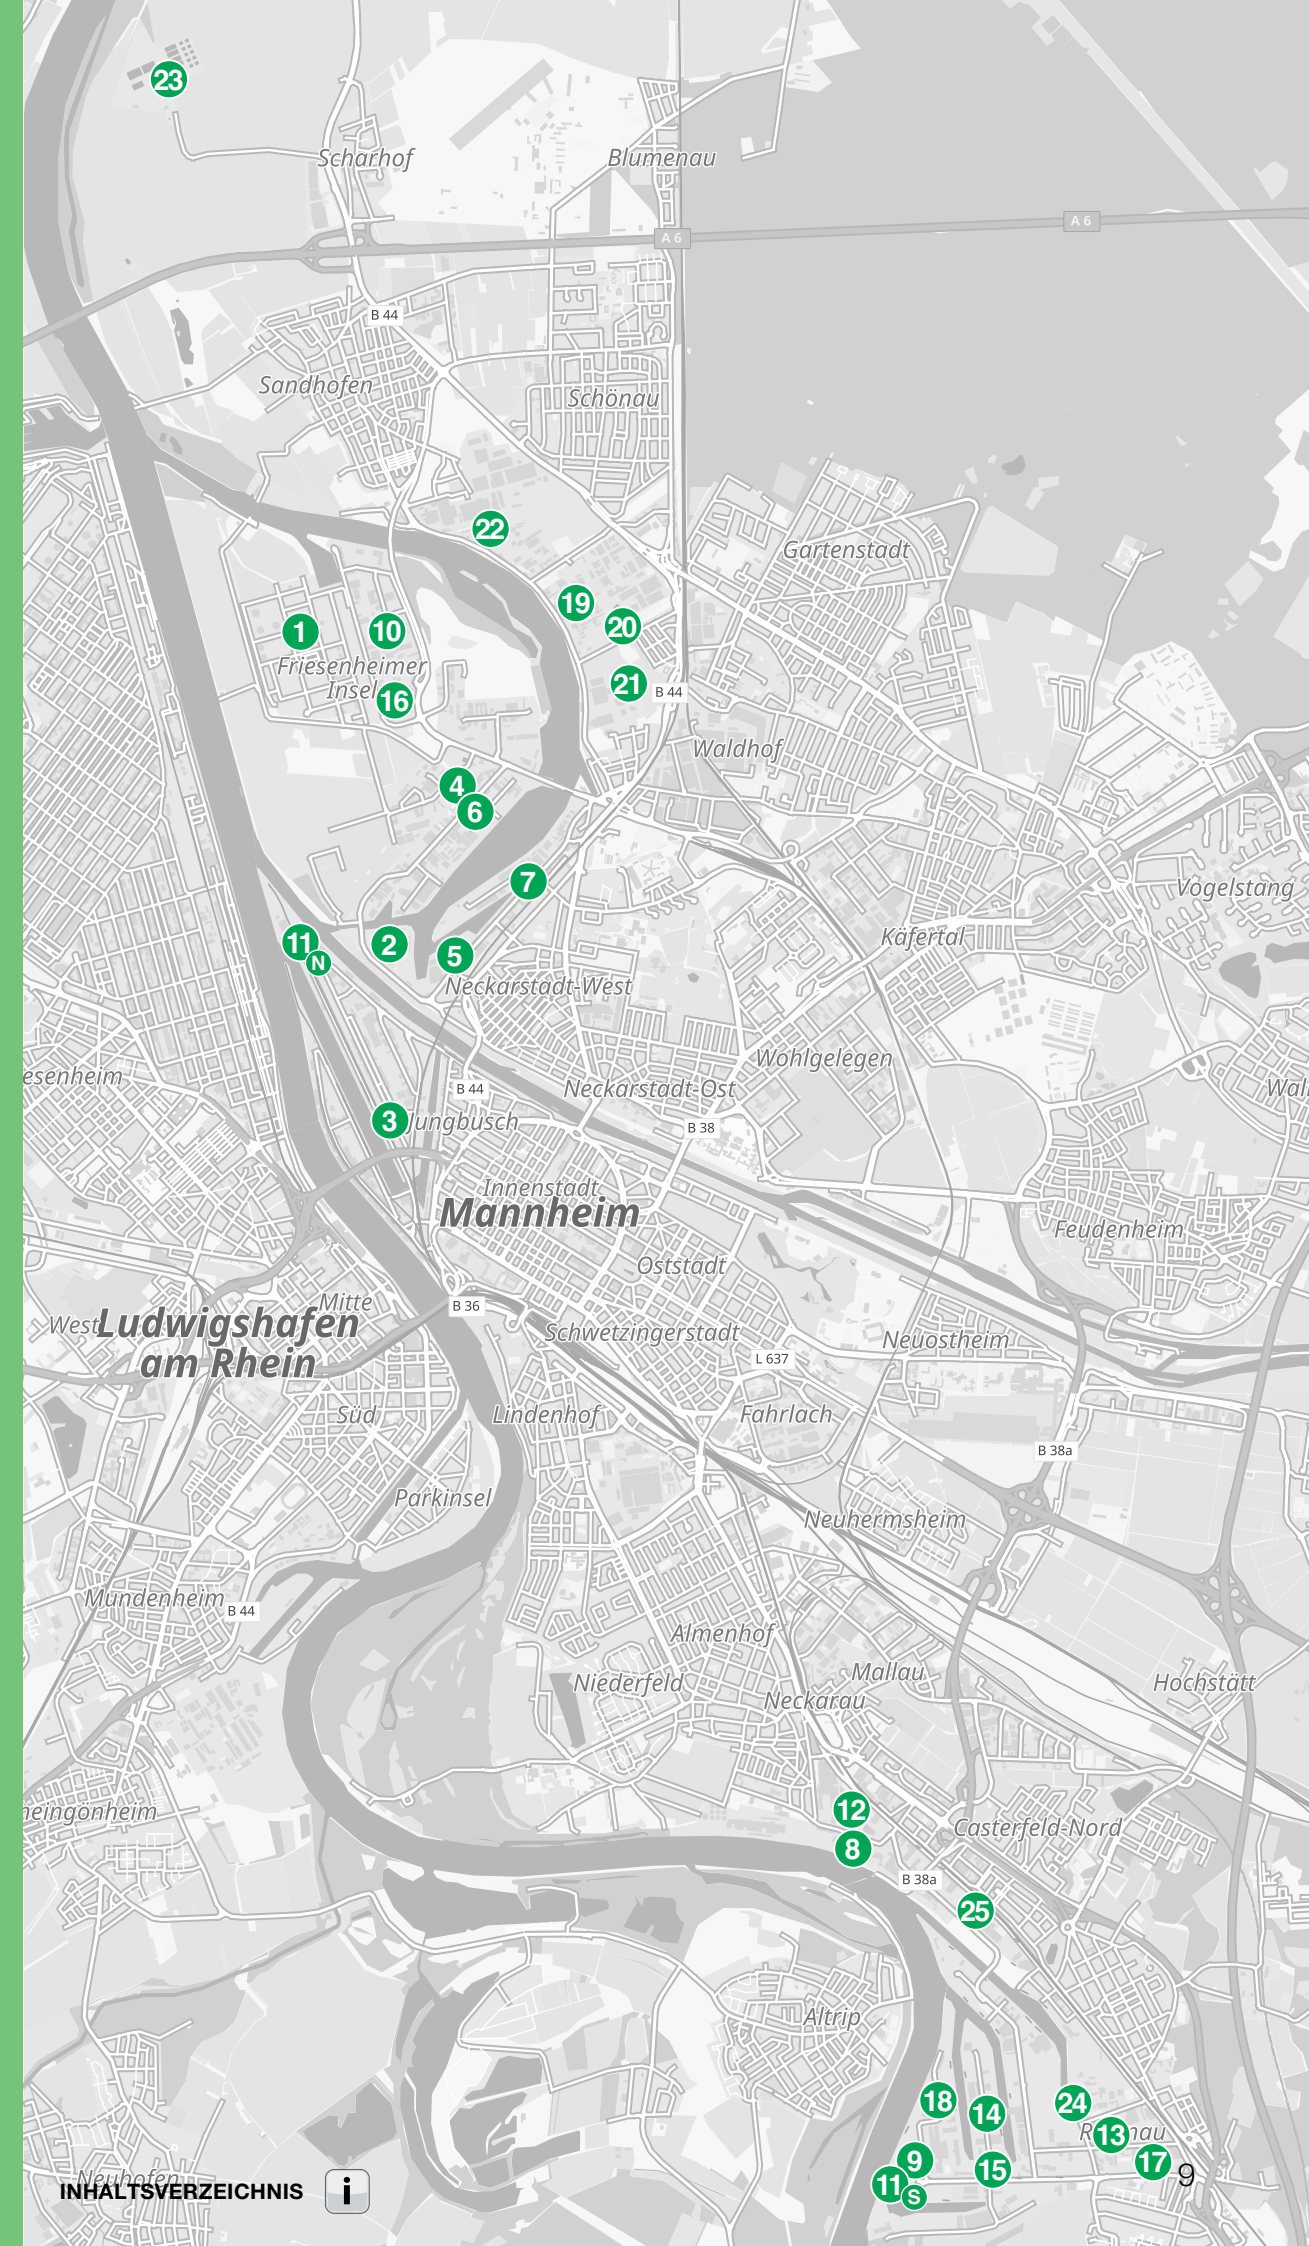 23
Scharhof
Blumenau
A 6
A 6
B 44
Sandhofen
Schönau
22
Gartenstadt
19
20
1
10
Friesenheimer
Insel
16
21
B 44
Waldhof
4
6
7
Vogelstang
Käfertal
11
N
2
5
Neckarstadt-West
Wohlgelegen
esenheim
B 44
Neckarstadt-Ost
Wal
3
Jungbusch
B 38
Innenstadt
Mannheim
Feudenheim
Oststadt
Mitte
B 36
West
Ludwigshafen
am Rhein
Schwetzingerstadt
Neuostheim
L 637
Süd
Lindenhof
Fahrlach
B 38a
Parkinsel
Neuhermsheim
Mundenheim
B 44
Almenhof
Niederfeld
Mallau
Hochstätt
Neckarau
heingonheim
12
8
Casterfeld-Nord
B 38a
25
Altrip
18
14
24
13
nau
9
15
17
11
S
Neuhofen
INHALTSVERZEICHNIS
i
9